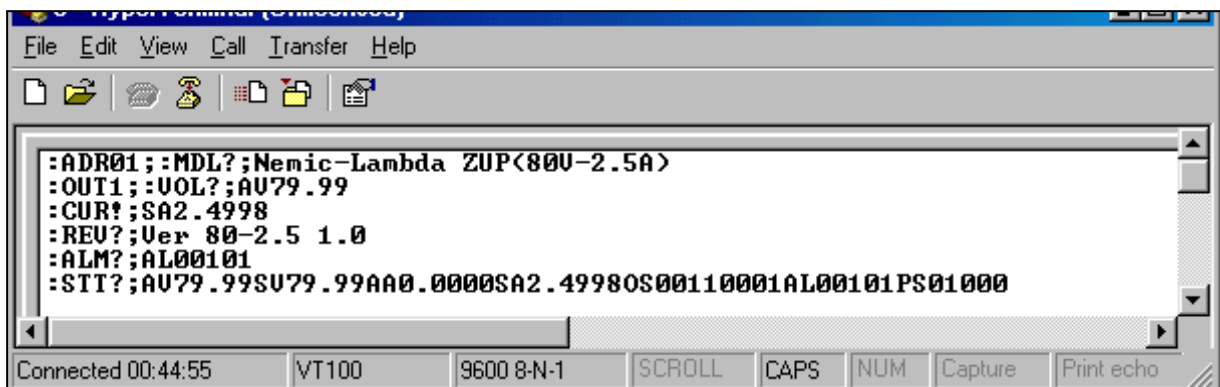 File Edit View Call Transfer Help
:ADR01;:MDL?;Nemic-Lambda ZUP(80V-2.5A)
:OUT1;:VOL?;AV79.99
:CUR!;SA2.4998
:REV?;Ver 80-2.5 1.0
:ALM?;AL00101
:STT?;AV79.99SV79.99AA0.0000SA2.4998OS00110001AL00101PS01000
Connected 00:44:55 VT100 9600 8-N-1 SCROLL CAPS NUM Capture Print echo